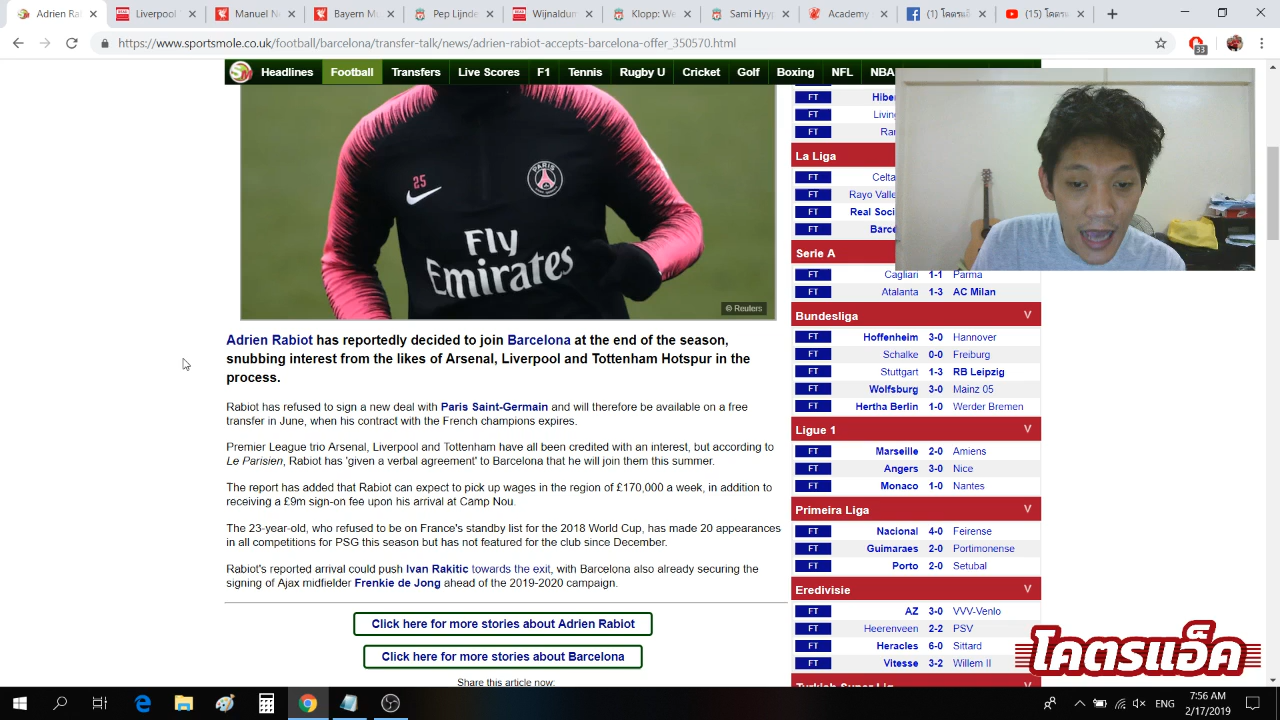 Adrien Ra
Liverpool
Manuel Ne
Bayern Mu
Pep Lijnde
Wijnaldum
Klopp: We
Sami Hyyp
Academy
(1) โคตรแ
(15) โคตร
https://www.sportsmole.co.uk/football/barcelona/transfer-talk/news/adrien-rabiot-accepts-barcelona-offer_350570.html
33
SM Headlines Football Transfers Live Scores F1 Tennis Rugby U Cricket Golf Boxing MMA NFL NBA
25
PARIS
Fly
Emirates
© Reuters
Adrien Rabiot has reportedly decided to join Barcelona at the end of the season,
snubbing interest from the likes of Arsenal, Liverpool and Tottenham Hotspur in the
process.
Rabiot has refused to sign a new deal with Paris Saint-Germain and will therefore be available on a free
transfer in June, when his contract with the French champions expires.
Premier League trio Arsenal, Liverpool and Tottenham have all been credited with an interest, but according to
Le Parisien, Rabiot has 'given a verbal agreement' to Barcelona that he will join them this summer.
The report has added that Rabiot can expect to pick up wages in the region of £170,000 a week, in addition to
receiving a £9m sign-on fee upon his arrival at Camp Nou.
The 23-year-old, who refused to be on France's standby list for the 2018 World Cup, has made 20 appearances
in all competitions for PSG this season but has not featured for the club since December.
Rabiot's reported arrival could push Ivan Rakitic towards the exit, with Barcelona also already securing the
signing of Ajax midfielder Frenkie de Jong ahead of the 2019-2020 campaign.
Click here for more stories about Adrien Rabiot
Click here for more stories about Barcelona
Share this article now:
FT Hiber
FT Living
FT Ra
La Liga
FT Celta
FT Rayo Valle
FT Real Soci
FT Barce
Serie A
FT Cagliari 1-1 Parma
FT Atalanta 1-3 AC Milan
Bundesliga V
FT Hoffenheim 3-0 Hannover
FT Schalke 0-0 Freiburg
FT Stuttgart 1-3 RB Leipzig
FT Wolfsburg 3-0 Mainz 05
FT Hertha Berlin 1-0 Werder Bremen
Ligue 1 V
FT Marseille 2-0 Amiens
FT Angers 3-0 Nice
FT Monaco 1-0 Nantes
Primeira Liga V
FT Nacional 4-0 Feirense
FT Guimaraes 2-0 Portimonense
FT Porto 2-0 Setubal
Eredivisie V
FT AZ 3-0 VVV-Venlo
FT Heerenveen 2-2 PSV
FT Heracles 6-0 Sittard
FT Vitesse 3-2 Willem II
Turkish Super Lig
โคตรแอ็ค
ENG
7:56 AM
2/17/2019